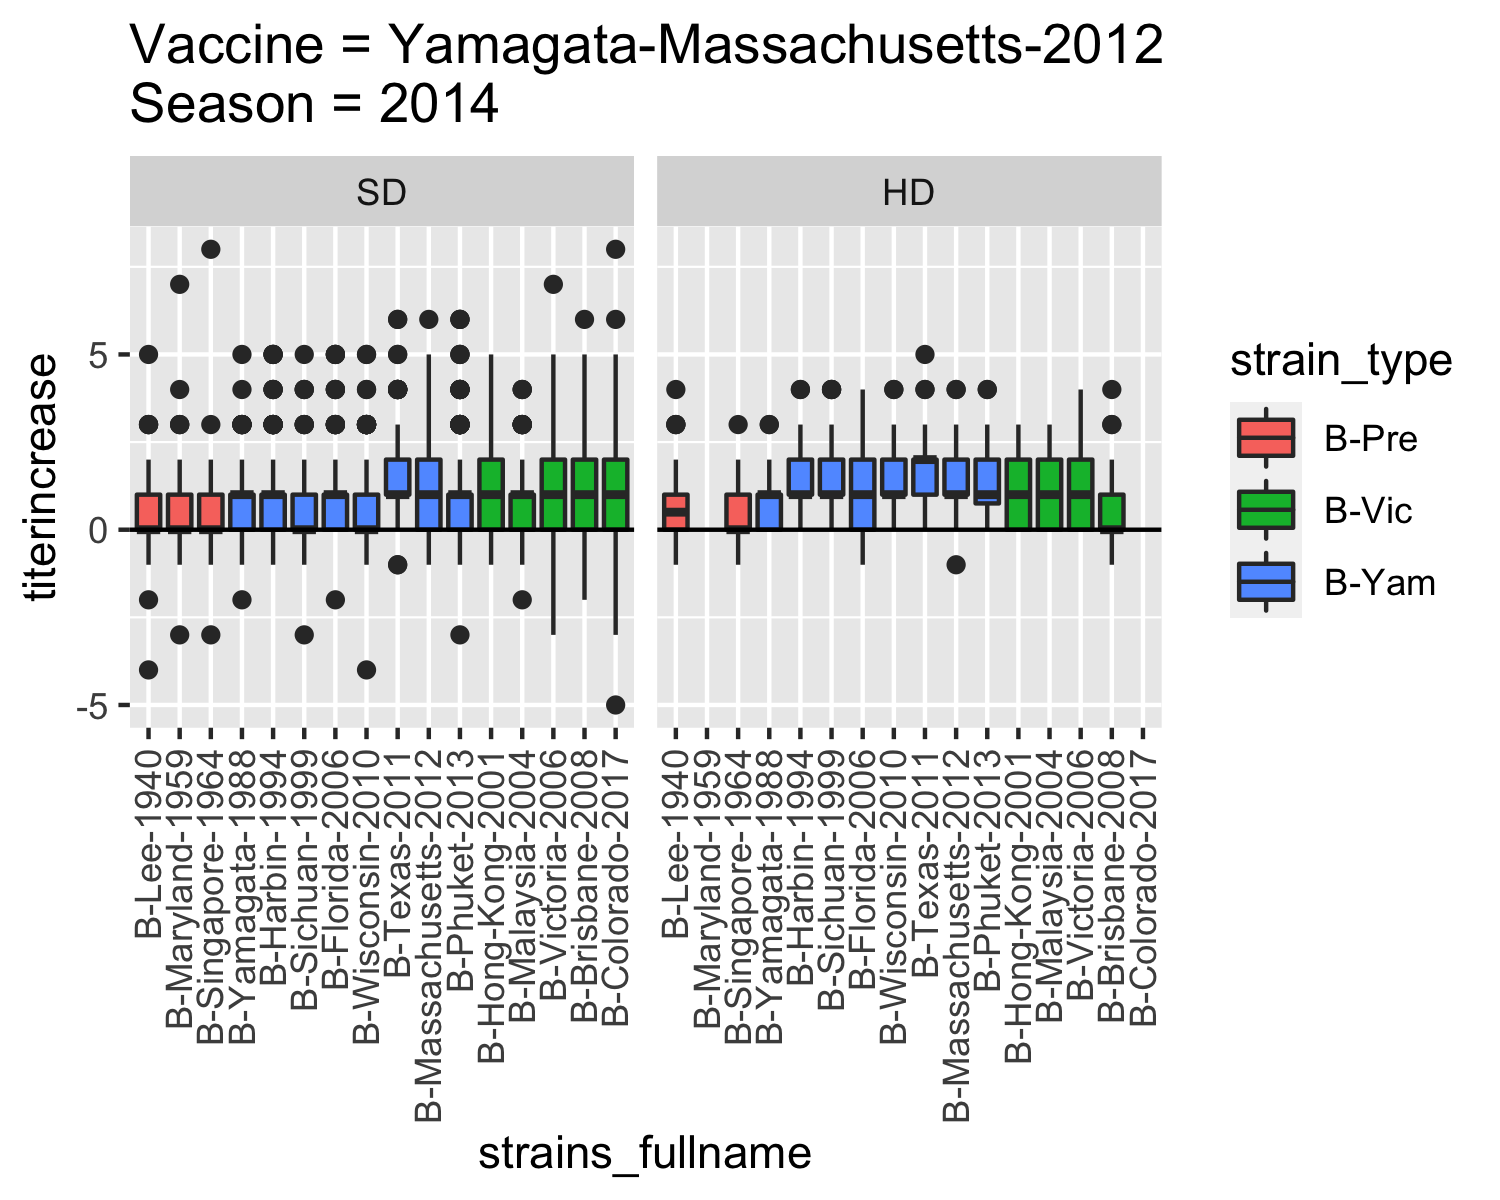 Vaccine = Yamagata-Massachusetts-2012
Season = 2014
SD
HD
titerincrease
5
0
-5
B-Lee-1940
B-Maryland-1959
B-Singapore-1964
B-Yamagata-1988
B-Harbin-1994
B-Sichuan-1999
B-Florida-2006
B-Wisconsin-2010
B-Texas-2011
B-Massachusetts-2012
B-Phuket-2013
B-Hong-Kong-2001
B-Malaysia-2004
B-Victoria-2006
B-Brisbane-2008
B-Colorado-2017
B-Lee-1940
B-Maryland-1959
B-Singapore-1964
B-Yamagata-1988
B-Harbin-1994
B-Sichuan-1999
B-Florida-2006
B-Wisconsin-2010
B-Texas-2011
B-Massachusetts-2012
B-Phuket-2013
B-Hong-Kong-2001
B-Malaysia-2004
B-Victoria-2006
B-Brisbane-2008
B-Colorado-2017
strains_fullname
strain_type
B-Pre
B-Vic
B-Yam